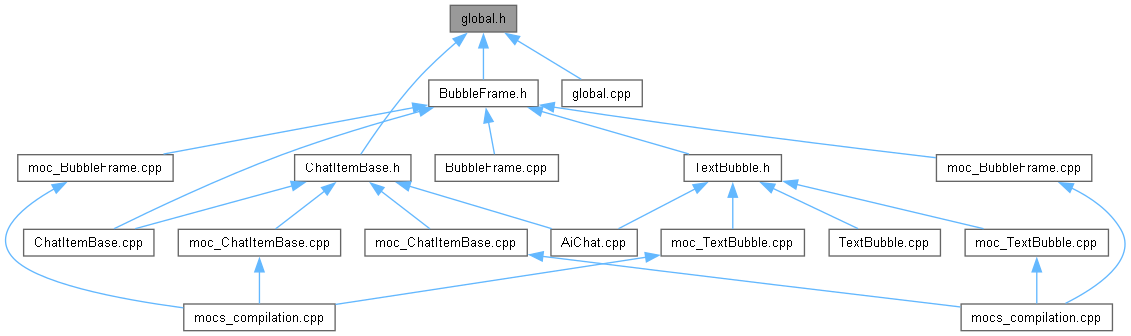 global.h
BubbleFrame.h
global.cpp
moc_BubbleFrame.cpp
ChatItemBase.h
BubbleFrame.cpp
TextBubble.h
moc_BubbleFrame.cpp
ChatItemBase.cpp
moc_ChatItemBase.cpp
moc_ChatItemBase.cpp
AiChat.cpp
moc_TextBubble.cpp
TextBubble.cpp
moc_TextBubble.cpp
mocs_compilation.cpp
mocs_compilation.cpp